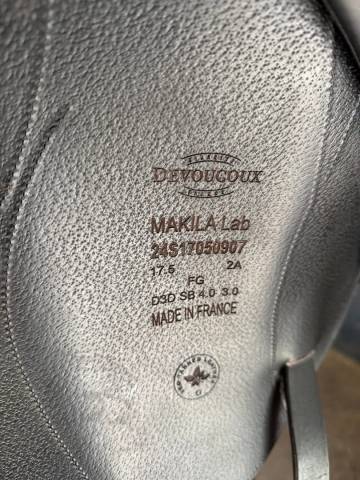 DEVOUCOUX
MAKILA Lab
24S17050907
17.5 2A
FG
D3D SB 4.0 3.0
MADE IN FRANCE